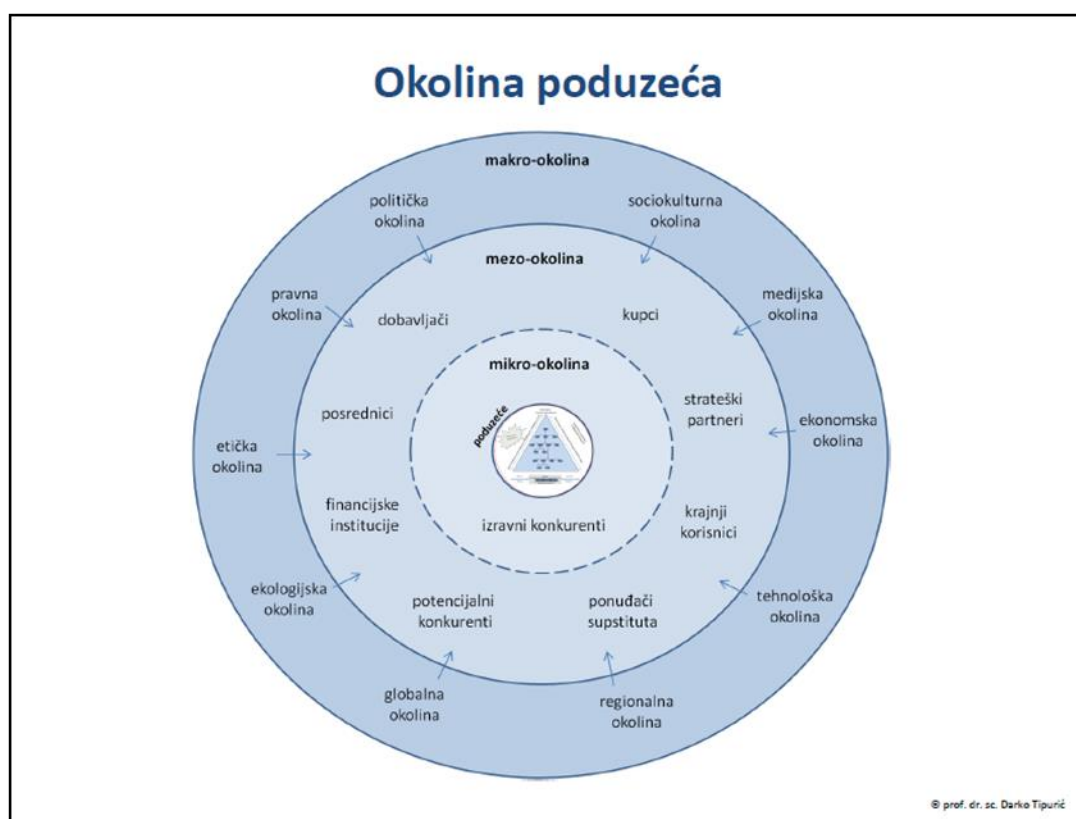 Okolina poduzeća
makro-okolina
politička
okolina
sociokulturna
okolina
mezo-okolina
pravna
okolina
medijska
okolina
dobavljači
kupci
mikro-okolina
poduzeće
posrednici
strateški
partneri
etička
okolina
ekonomska
okolina
financijske
institucije
izravni konkurenti
krajnji
korisnici
ekologijska
okolina
tehnološka
okolina
potencijalni
konkurenti
ponuđači
supstituta
globalna
okolina
regionalna
okolina
© prof. dr. sc. Darko Tipurić